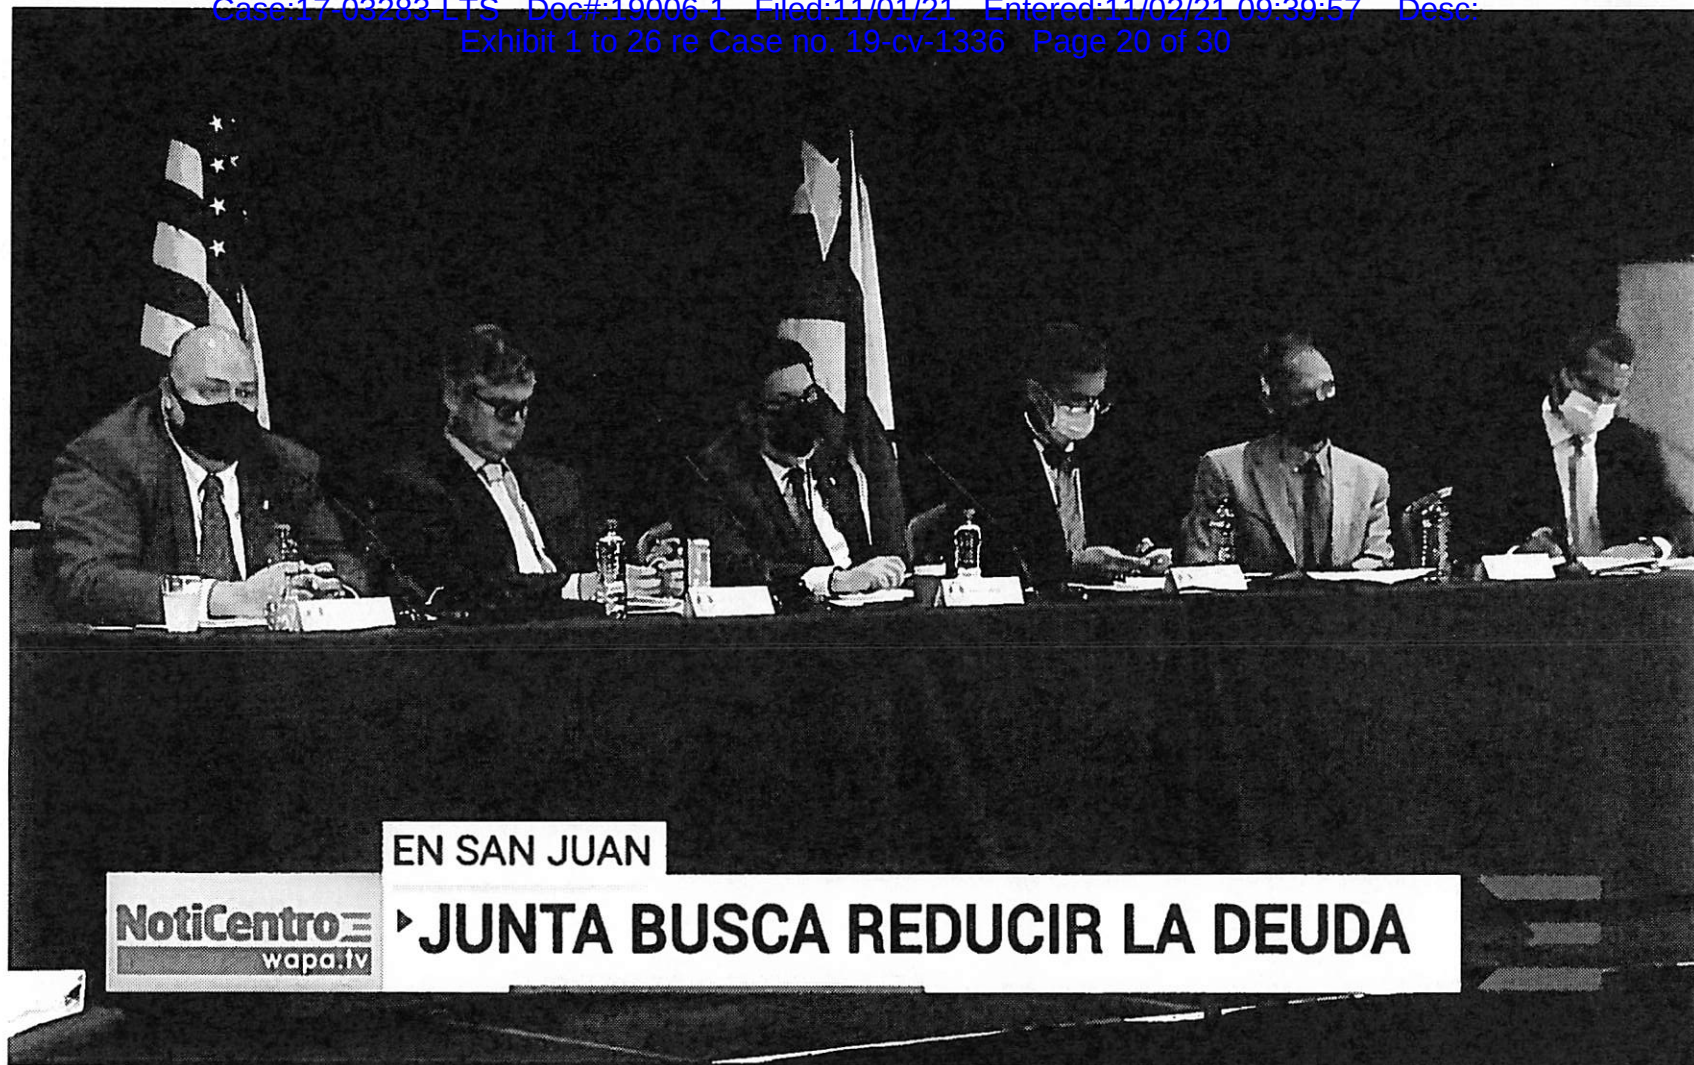 Case:17-03283-LTS Doc#:19006-1 Filed:11/01/21 Entered:11/02/21 09:39:57 Desc:
Exhibit 1 to 26 re Case no. 19-cv-1336 Page 20 of 30
EN SAN JUAN
NotiCentro
wapa.tv
JUNTA BUSCA REDUCIR LA DEUDA